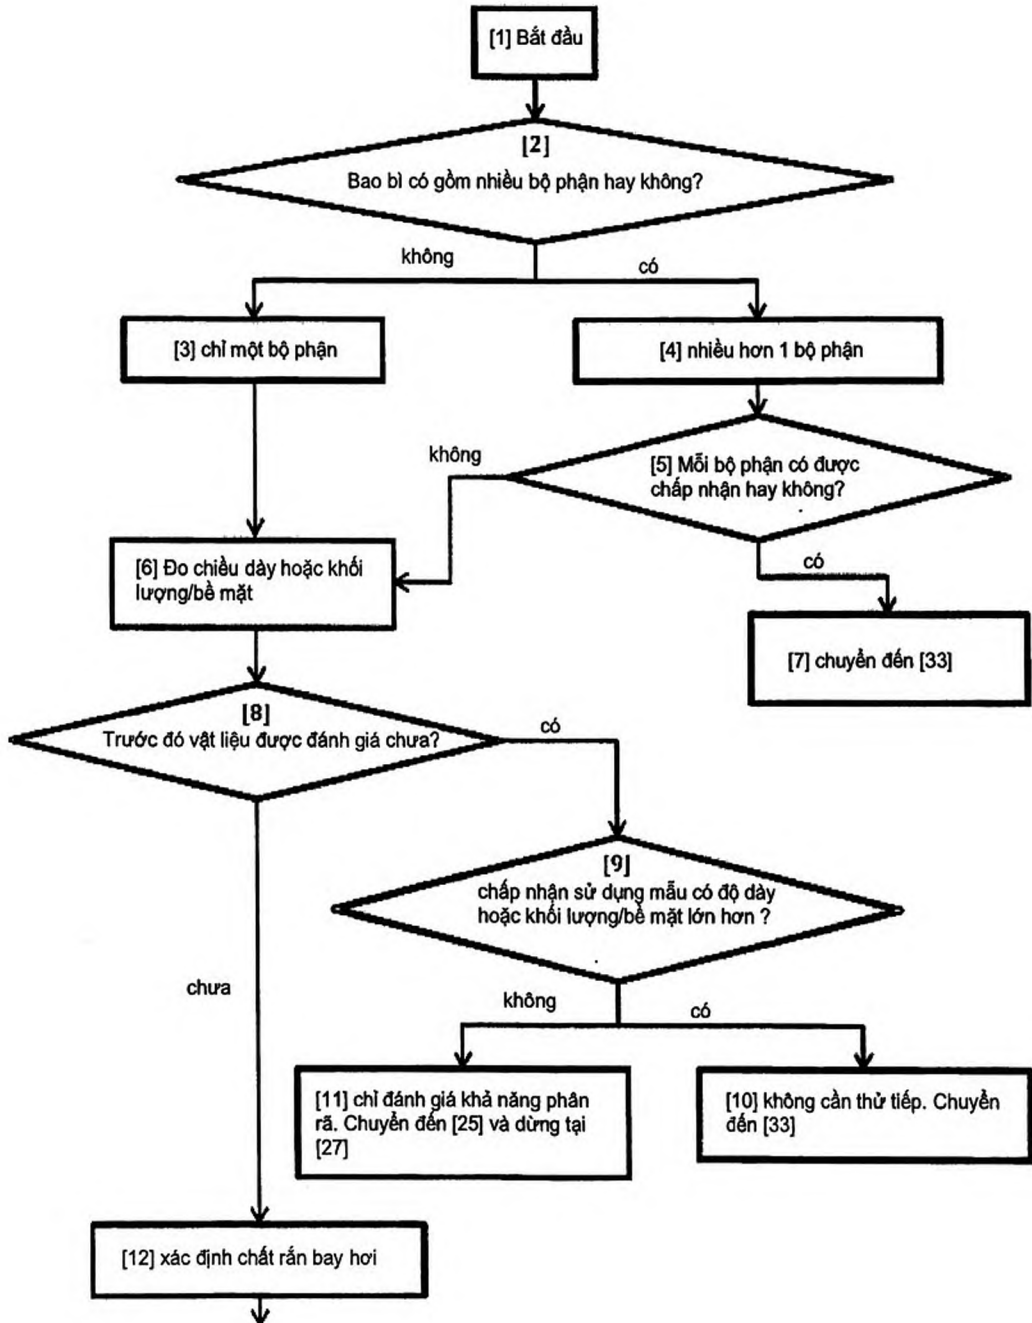 [1] Bắt đầu
[2]
Bao bì có gồm nhiều bộ phận hay không?
không
có
[3] chỉ một bộ phận
[4] nhiều hơn 1 bộ phận
không
[5] Mỗi bộ phận có được
chấp nhận hay không?
có
[6] Đo chiều dày hoặc khối
lượng/bề mặt
[7] chuyển đến [33]
[8]
Trước đó vật liệu được đánh giá chưa?
có
[9]
chấp nhận sử dụng mẫu có độ dày
hoặc khối lượng/bề mặt lớn hơn ?
chưa
không
có
[11] chỉ đánh giá khả năng phân
rã. Chuyển đến [25] và dừng tại
[27]
[10] không cần thử tiếp. Chuyển
đến [33]
[12] xác định chất rắn bay hơi